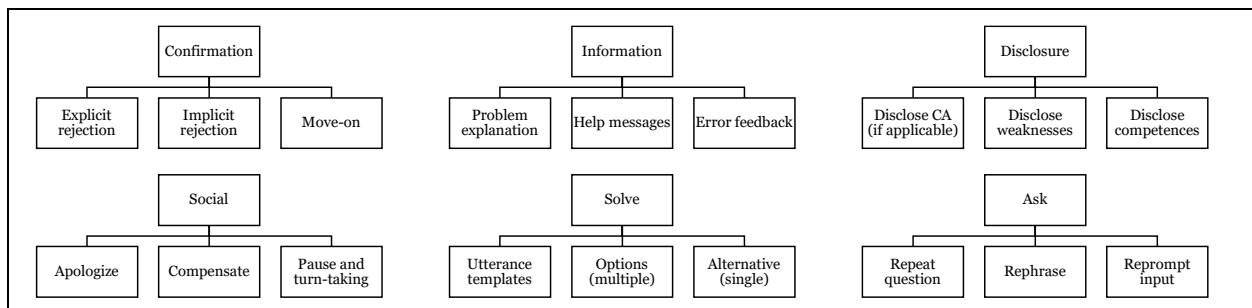 Confirmation
Information
Disclosure
Explicit
rejection
Implicit
rejection
Move-on
Problem
explanation
Help messages
Error feedback
Disclose CA
(if applicable)
Disclose
weaknesses
Disclose
competences
Social
Solve
Ask
Apologize
Compensate
Pause and
turn-taking
Utterance
templates
Options
(multiple)
Alternative
(single)
Repeat
question
Rephrase
Reprompt
input